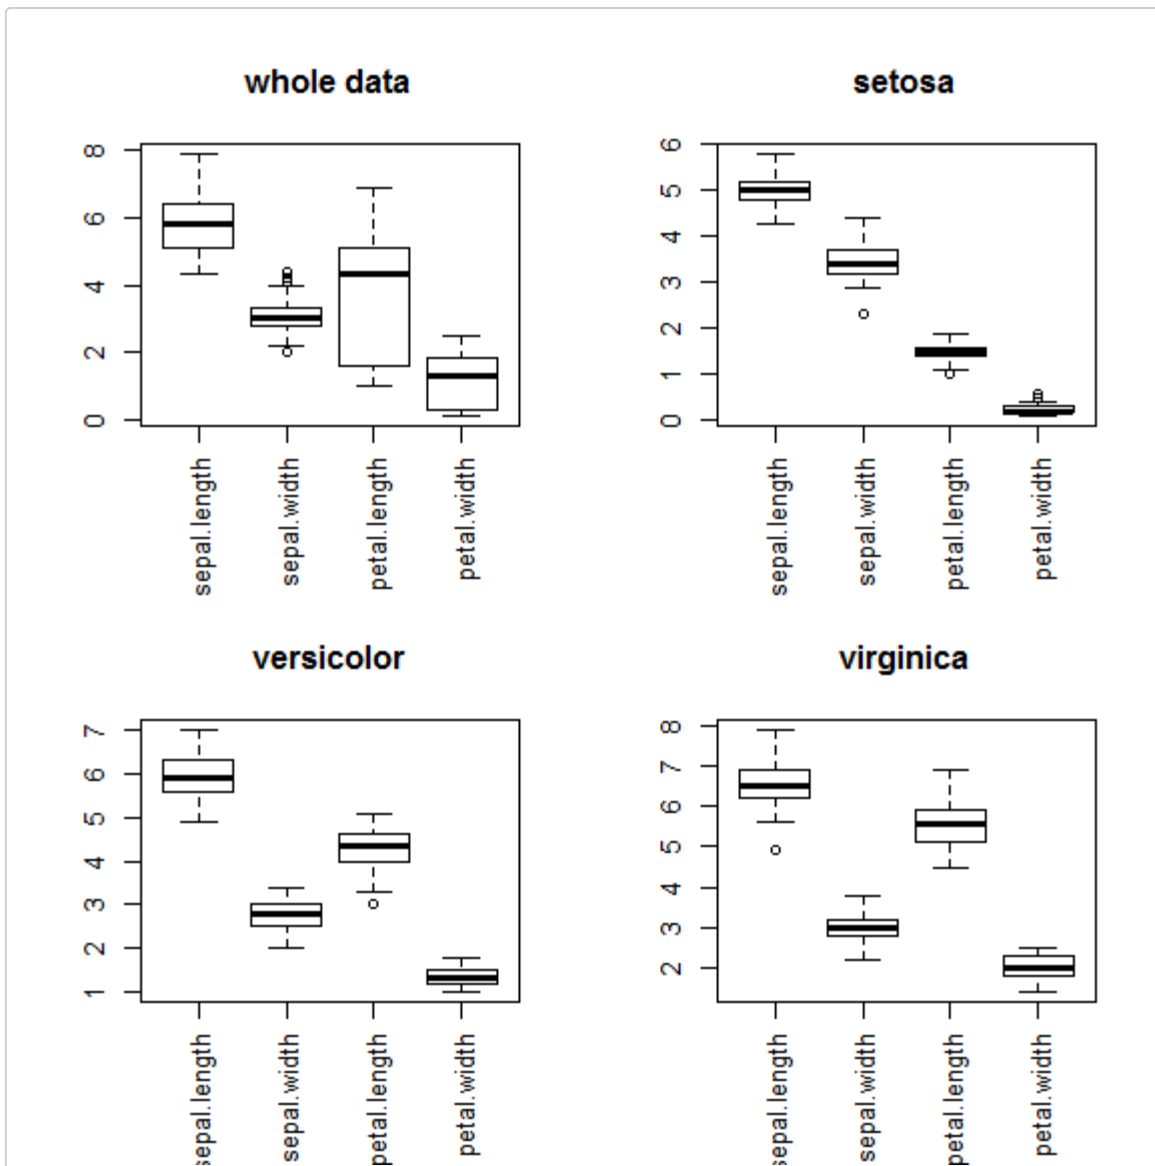 whole data
8
6
4
2
0
sepal.length
sepal.width
petal.length
petal.width
setosa
6
5
4
3
2
1
0
sepal.length
sepal.width
petal.length
petal.width
versicolor
7
6
5
4
3
2
1
sepal.length
sepal.width
petal.length
petal.width
virginica
8
7
6
5
4
3
2
sepal.length
sepal.width
petal.length
petal.width